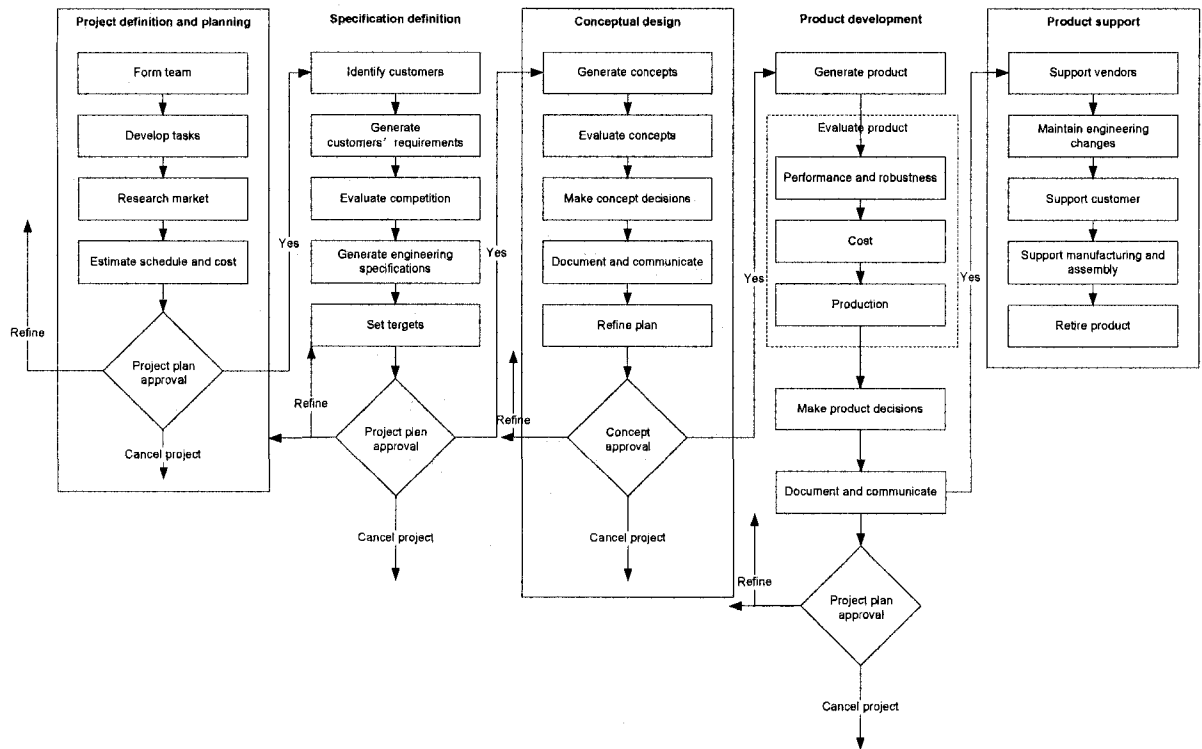 Project definition and planning
Form team
Develop tasks
Research market
Estimate schedule and cost
Refine
Project plan
approval
Cancel project
Yes
Specification definition
Identify customers
Generate
customers' requirements
Evaluate competition
Generate engineering
specifications
Set targets
Refine
Project plan
approval
Cancel project
Yes
Conceptual design
Generate concepts
Evaluate concepts
Make concept decisions
Document and communicate
Refine plan
Refine
Concept
approval
Cancel project
Yes
Product development
Generate product
Evaluate product
Performance and robustness
Cost
Production
Make product decisions
Document and communicate
Refine
Project plan
approval
Cancel project
Yes
Product support
Support vendors
Maintain engineering
changes
Support customer
Support manufacturing and
assembly
Retire product